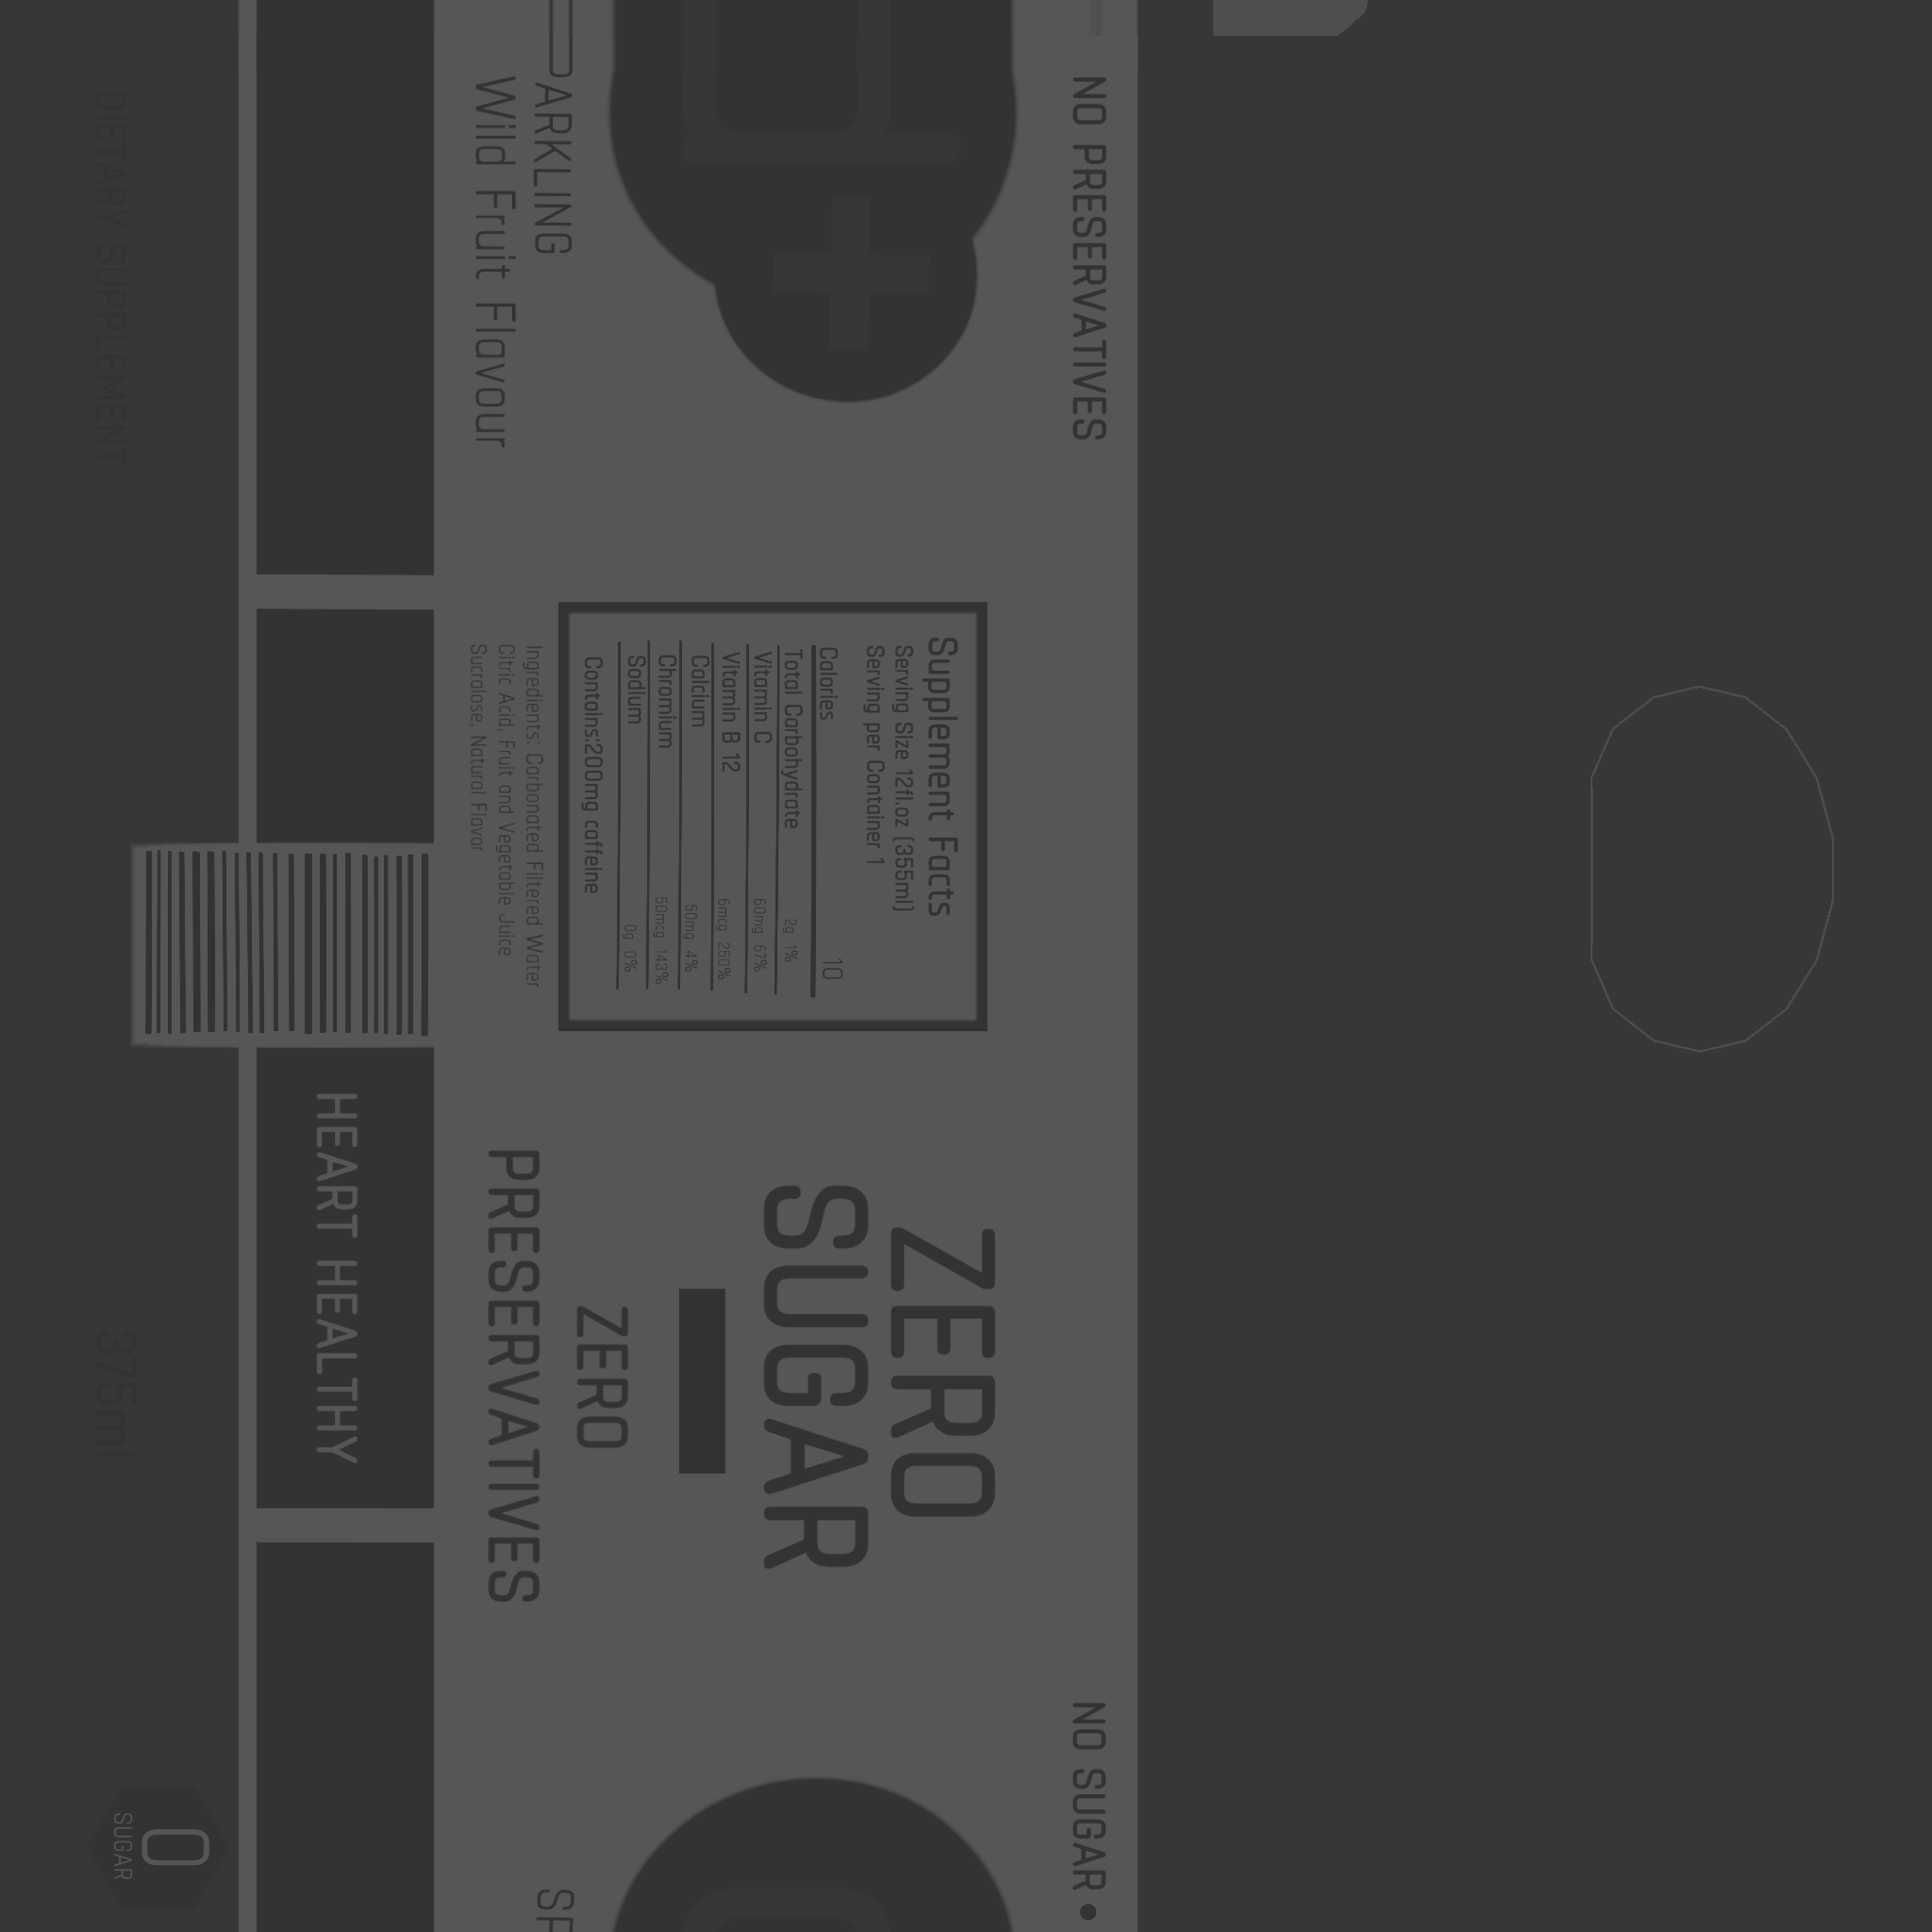 NO PRESERVATIVES
ARKLING
Wild Fruit Flavour
DIETARY SUPPLEMENT
Supplement Facts
Serving Size 12fl.oz (355ml)
Serving per Container 1
Calories 10
Total Carbohydrate 2g 1%
Vitamin C 60mg 67%
Vitamin B 12 6mcg 250%
Calcium 50mg 4%
Chromium 50mcg 143%
Sodium 0g 0%
Contains:200mg caffeine
Ingredients: Carbonated Filtered Water
Citric Acid, Fruit and Vegetable Juice
Sucralose, Natural Flavor
ZERO
SUGAR
ZERO
PRESERVATIVES
HEART HEALTHY
375ml
NO SUGAR •
0
SUGAR